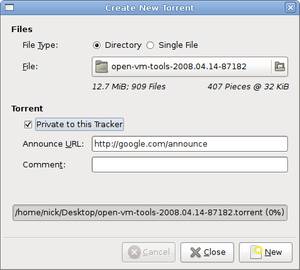 Create New Torrent
Files
File Type: Directory Single File
File: open-vm-tools-2008.04.14-87182
12.7 MiB; 909 Files 407 Pieces @ 32 KiB
Torrent
Private to this Tracker
Announce URL: http://google.com/announce
Comment:
/home/nick/Desktop/open-vm-tools-2008.04.14-87182.torrent (0%)
Cancel Close New